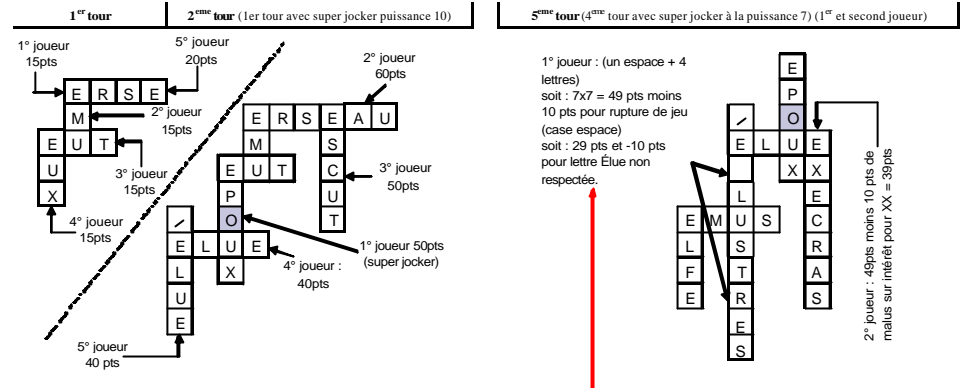 1er tour
2eme tour (1er tour avec super jocker puissance 10)
1° joueur
15pts
5° joueur
20pts
E R S E
M
2° joueur
15pts
E U T
U
X
3° joueur
15pts
4° joueur
15pts
2° joueur
60pts
E R S E A U
M S
E U T C
P U
O T
/
E L U E
L X
U
E
3° joueur
50pts
1° joueur 50pts
(super jocker)
4° joueur :
40pts
5° joueur
40 pts
5eme tour (4eme tour avec super jocker à la puissance 7) (1er et second joueur)
1° joueur : (un espace + 4
lettres)
soit : 7x7 = 49 pts moins
10 pts pour rupture de jeu
(case espace)
soit : 29 pts et -10 pts
pour lettre Élue non
respectée.
E
P
/ O
E L U E
X X
L E
E M U S C
L S R
F T A
E R S
E
S
2° joueur : 49pts moins 10 pts de
malus sur intérêt pour XX = 39pts